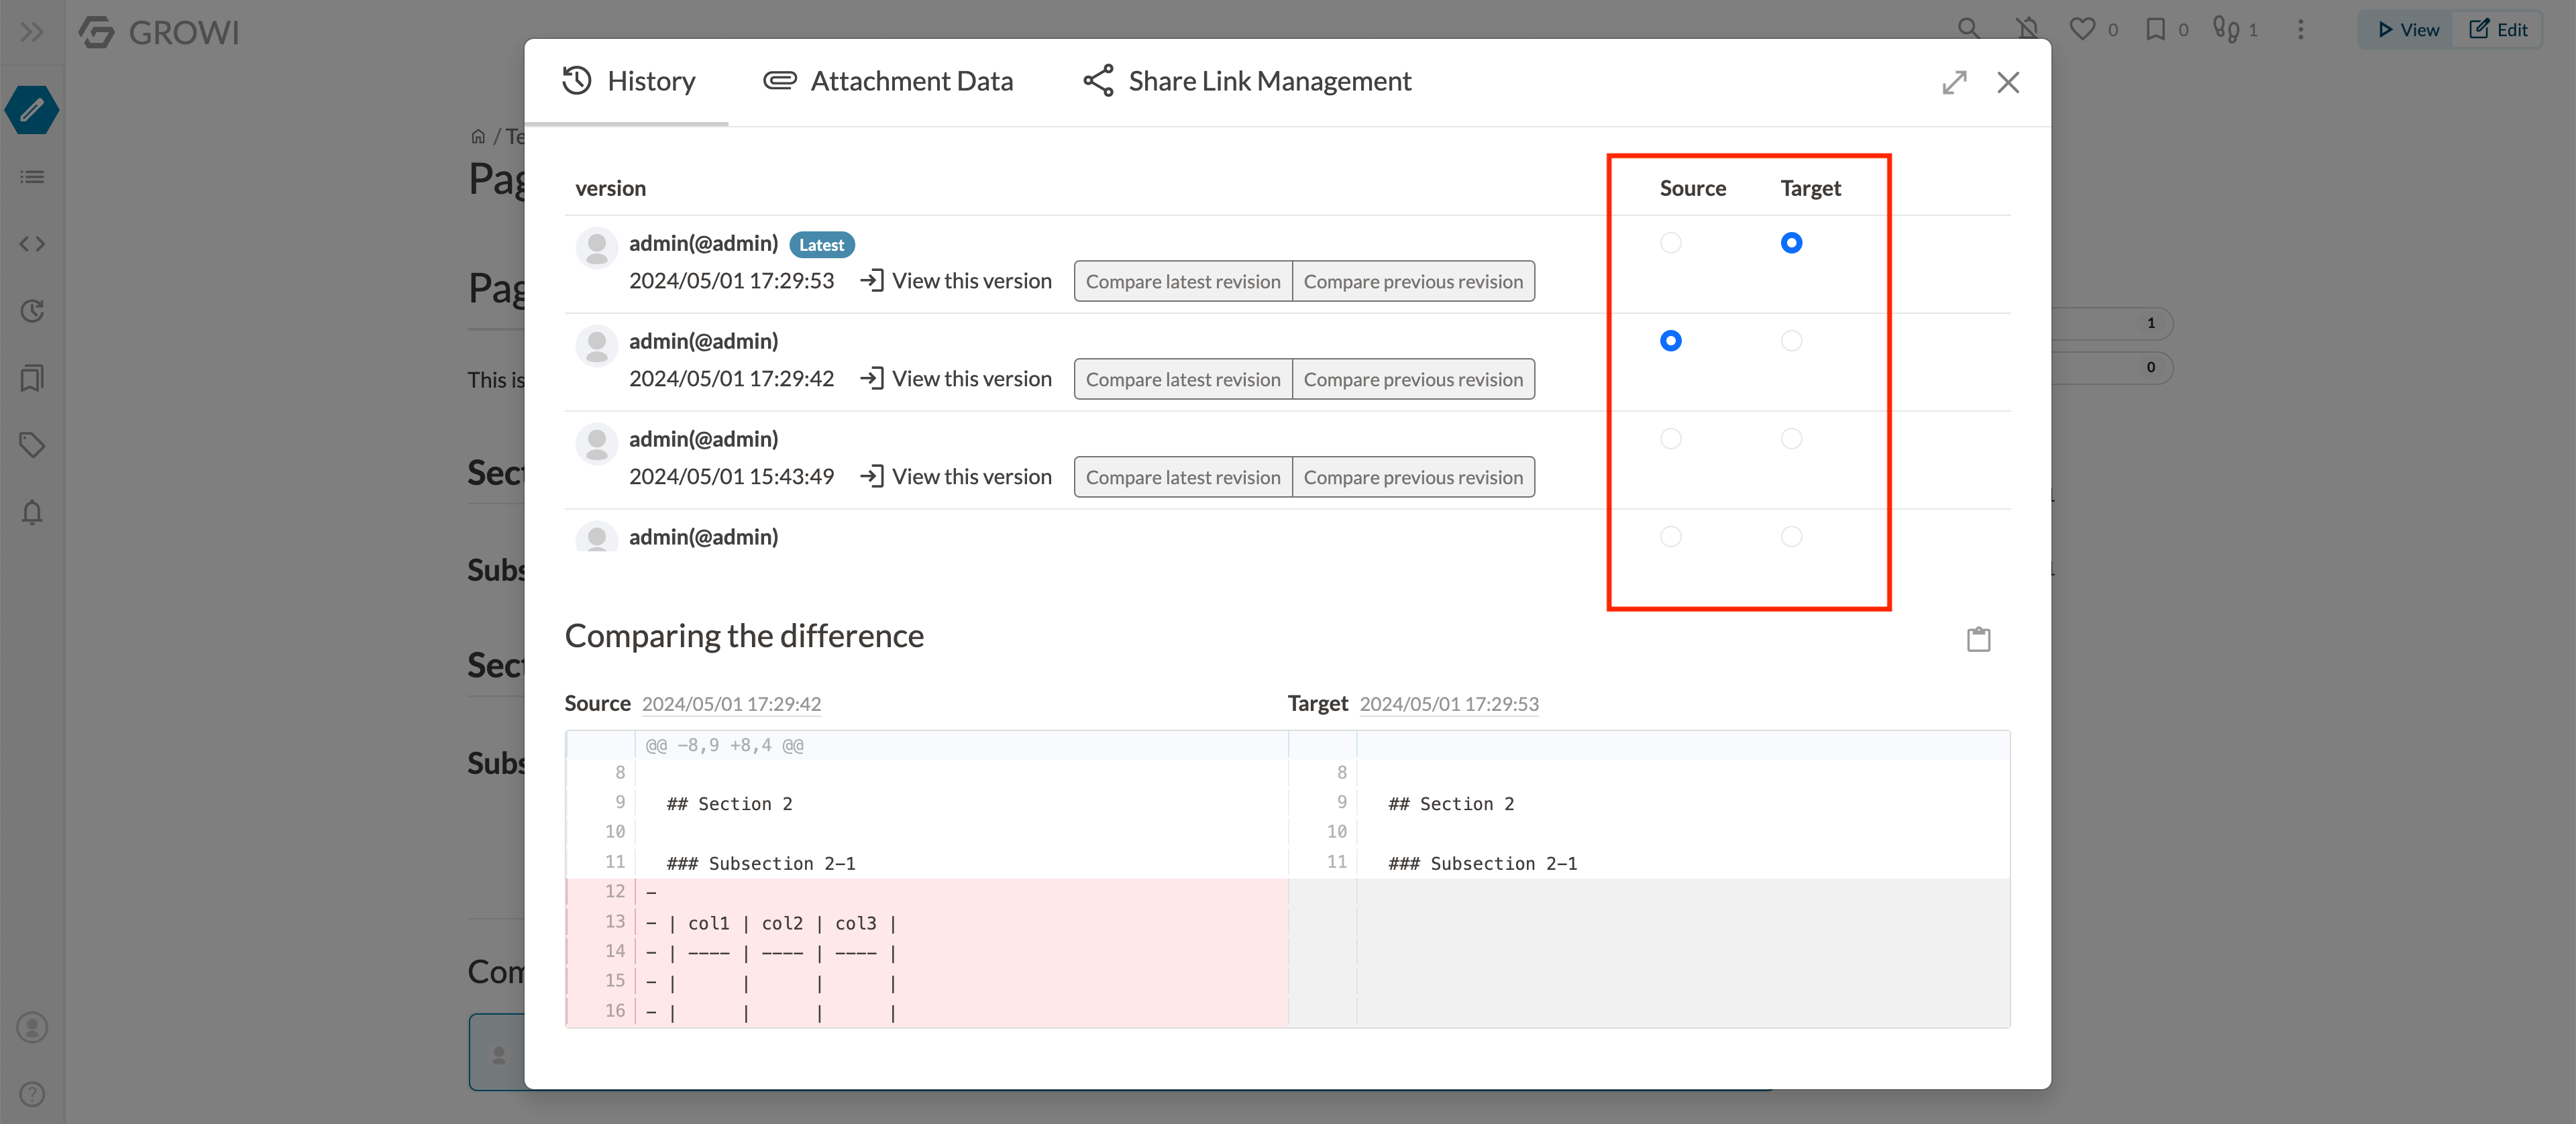 GROWI
0
0
1
View
Edit
History
Attachment Data
Share Link Management
/ Te
Pag
version
Source
Target
admin(@admin)
Latest
2024/05/01 17:29:53
View this version
Compare latest revision
Compare previous revision
Pag
admin(@admin)
1
2024/05/01 17:29:42
View this version
Compare latest revision
Compare previous revision
This is
0
admin(@admin)
2024/05/01 15:43:49
View this version
Compare latest revision
Compare previous revision
Sect
admin(@admin)
Subs
Comparing the difference
Sect
Source 2024/05/01 17:29:42
Target 2024/05/01 17:29:53
Subs
@@ -8,9 +8,4 @@
8
8
9 ## Section 2
9 ## Section 2
10
10
11 ### Subsection 2-1
11 ### Subsection 2-1
12 -
13 - | col1 | col2 | col3 |
14 - | ---- | ---- | ---- |
15 - | | | |
16 - | | | |
Com
?